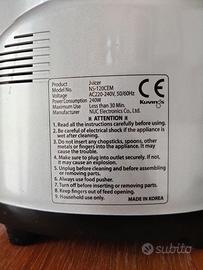 Product Juicer
Model No. NS-120CEM
Voltage AC220-240V, 50/60Hz
Power Consumption 240W
Maximum Use Less than 30 Min.
Manufacturer NUC Electronics Co., Ltd.
CE
Kuvings
※ ATTENTION ※
1. Read all the instructions carefully before using.
2. Be careful of electrical shock if the appliance is wet after cleaning.
3. Do not insert any chopsticks, spoons, other metals or fingers into the appliance. It may cause a trouble.
4. Make sure to plug into outlet securely. If not, it may cause an explosion.
5. Unplug before cleaning and before assembling or removing parts.
6. Always use food pusher.
7. Turn off before inserting or removing parts.
8. Keep fingers out of feed opening.
9. Household use only.
MADE IN KOREA
subito